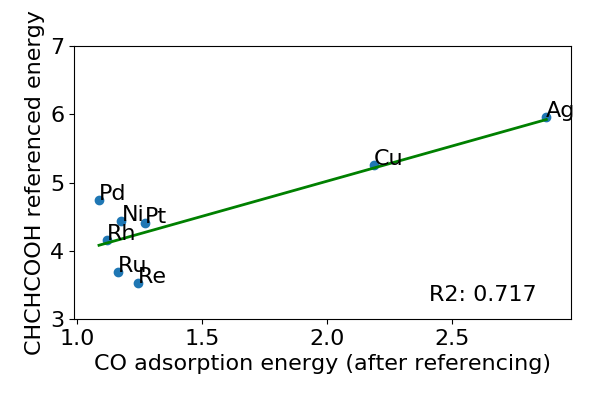 CHCHCOOH referenced energy
7
6
5
4
3
Ag
Cu
Pd
Ni
Pt
Rh
Ru
Re
R2: 0.717
1.0
1.5
2.0
2.5
CO adsorption energy (after referencing)